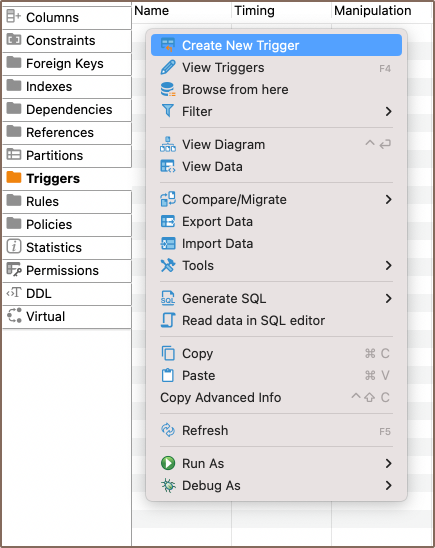 Name Timing Manipulation
Columns
Constraints
Foreign Keys
Indexes
Dependencies
References
Partitions
Triggers
Rules
Policies
Statistics
Permissions
DDL
Virtual
Create New Trigger
View Triggers F4
Browse from here
Filter
View Diagram ^ ↩
View Data
Compare/Migrate
Export Data
Import Data
Tools
Generate SQL
Read data in SQL editor
Copy ⌘ C
Paste ⌘ V
Copy Advanced Info ^ ⇧ C
Refresh F5
Run As
Debug As